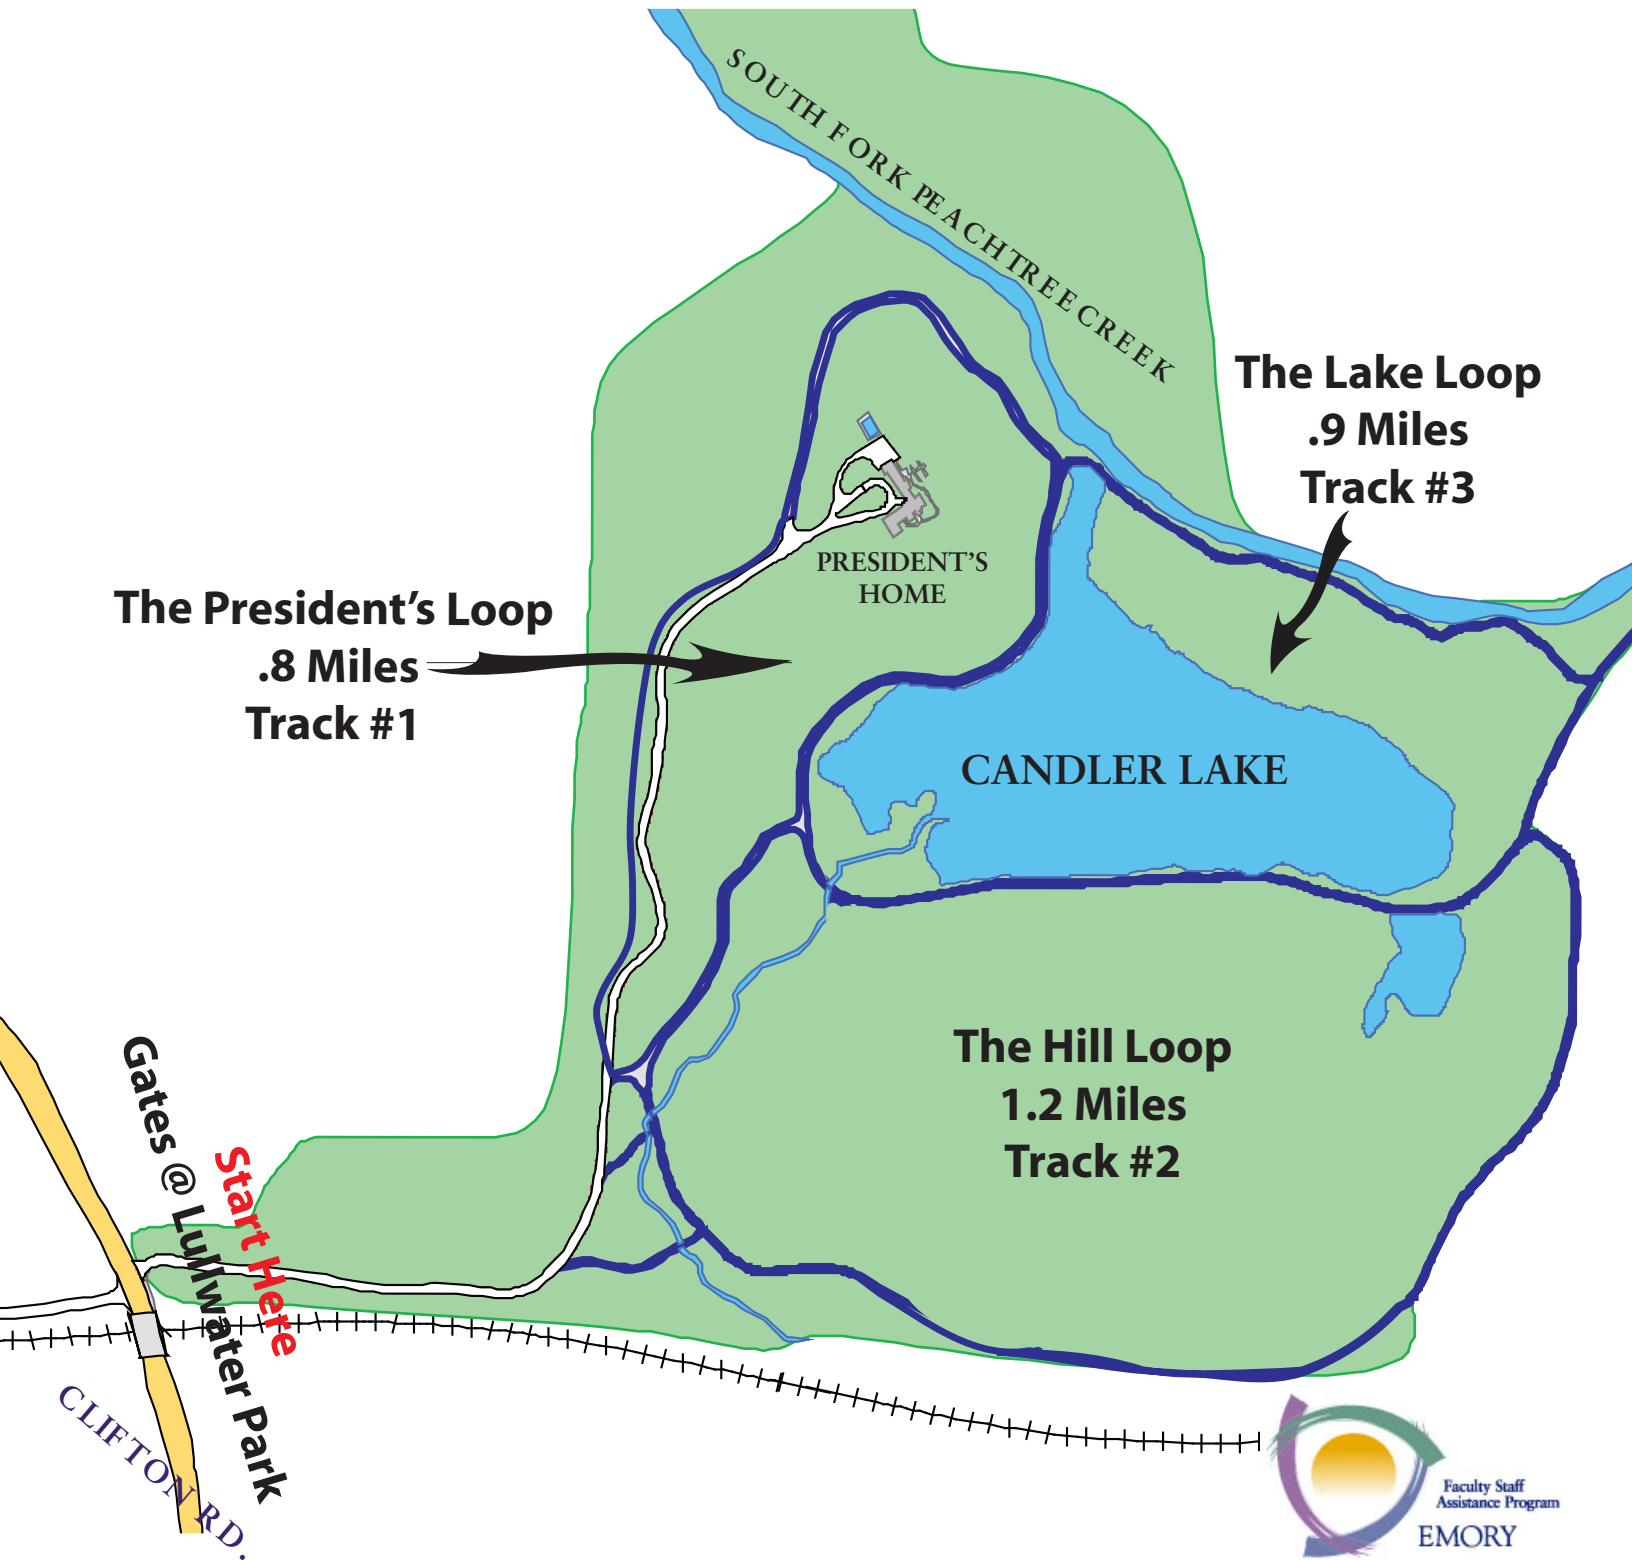 SOUTH FORK PEACHTREE CREEK
The Lake Loop
.9 Miles
Track #3
PRESIDENT'S
HOME
The President's Loop
.8 Miles
Track #1
CANDLER LAKE
The Hill Loop
1.2 Miles
Track #2
Gates @ Lullwater Park
Start Here
CLIFTON RD.
Faculty Staff
Assistance Program
EMORY